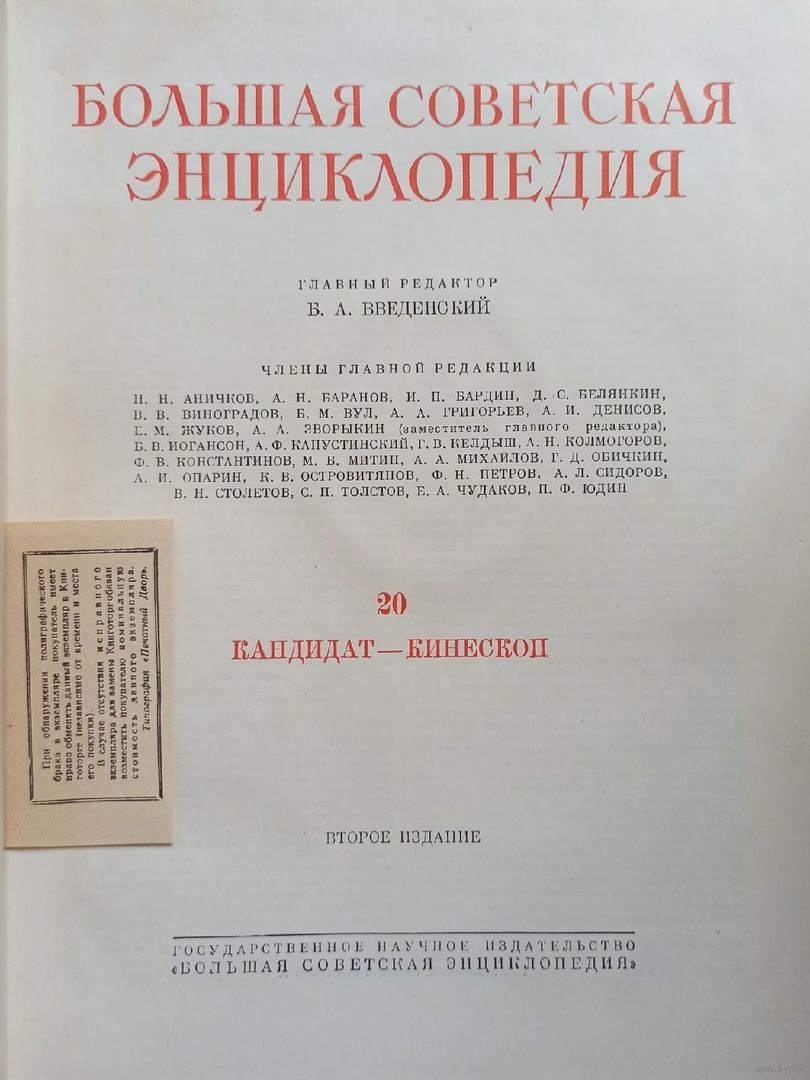 БОЛЬШАЯ СОВЕТСКАЯ
ЭНЦИКЛОПЕДИЯ
ГЛАВНЫЙ РЕДАКТОР
Б. А. ВВЕДЕНСКИЙ
ЧЛЕНЫ ГЛАВНОЙ РЕДАКЦИИ
Н. Н. АНИЧКОВ, А. Н. БАРАНОВ, И. П. БАРДИН, Д. С. БЕЛЯНКИН,
В. В. ВИНОГРАДОВ, Б. М. ВУЛ, А. А. ГРИГОРЬЕВ, А. И. ДЕНИСОВ,
Е. М. ЖУКОВ, А. А. ЗВОРЫКИН (заместитель главного редактора),
Б. В. ИОГАНСОН, А. Ф. КАПУСТИНСКИЙ, Г. В. КЕЛДЫШ, А. Н. КОЛМОГОРОВ,
Ф. В. КОНСТАНТИНОВ, М. Б. МИТИН, А. А. МИХАЙЛОВ, Г. Д. ОБИЧКИН,
А. И. ОПАРИН, К. В. ОСТРОВИТЯНОВ, Ф. Н. ПЕТРОВ, А. Л. СИДОРОВ,
В. Н. СТОЛЕТОВ, С. П. ТОЛСТОВ, Е. А. ЧУДАКОВ, П. Ф. ЮДИН
20
КАНДИДАТ — КИНЕСКОП
При обнаружении полиграфического
брака в экземпляре покупатель имеет
право обменять данный экземпляр в Кни-
готорге (независимо от времени и места
его покупки).
В случае отсутствия исправного
экземпляра для замены Книготорг обязан
возместить покупателю номинальную
стоимость данного экземпляра.
Типография «Печатный Двор».
ВТОРОЕ ИЗДАНИЕ
ГОСУДАРСТВЕННОЕ НАУЧНОЕ ИЗДАТЕЛЬСТВО
«БОЛЬШАЯ СОВЕТСКАЯ ЭНЦИКЛОПЕДИЯ»
www.ay.by